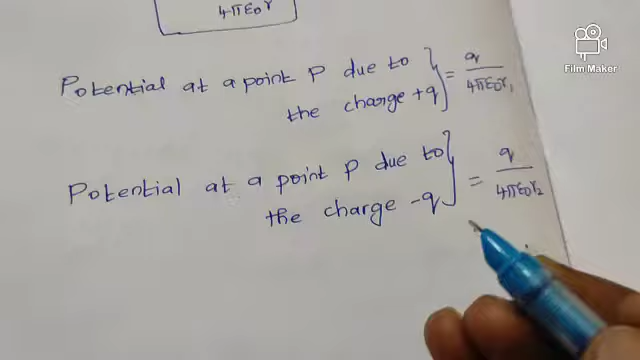 4πε₀r
Film Maker
Potential at a point P due to
the charge +q} = q/4πε₀r₁
Potential at a point P due to
the charge -q} = q/4πε₀r₂